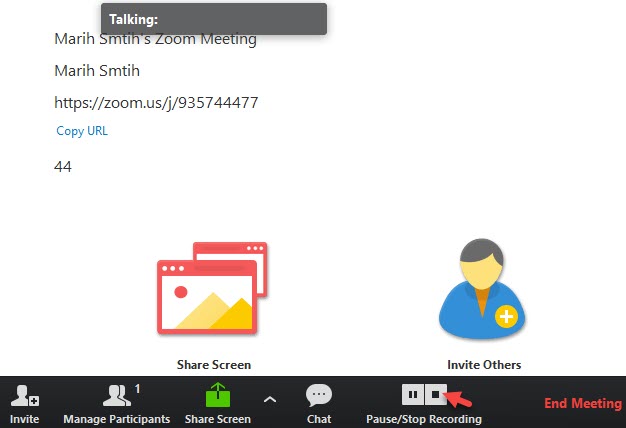 Talking:
Marih Smtih's Zoom Meeting
Marih Smtih
https://zoom.us/j/935744477
Copy URL
44
Share Screen
Invite Others
1
Invite
Manage Participants
Share Screen
Chat
Pause/Stop Recording
End Meeting